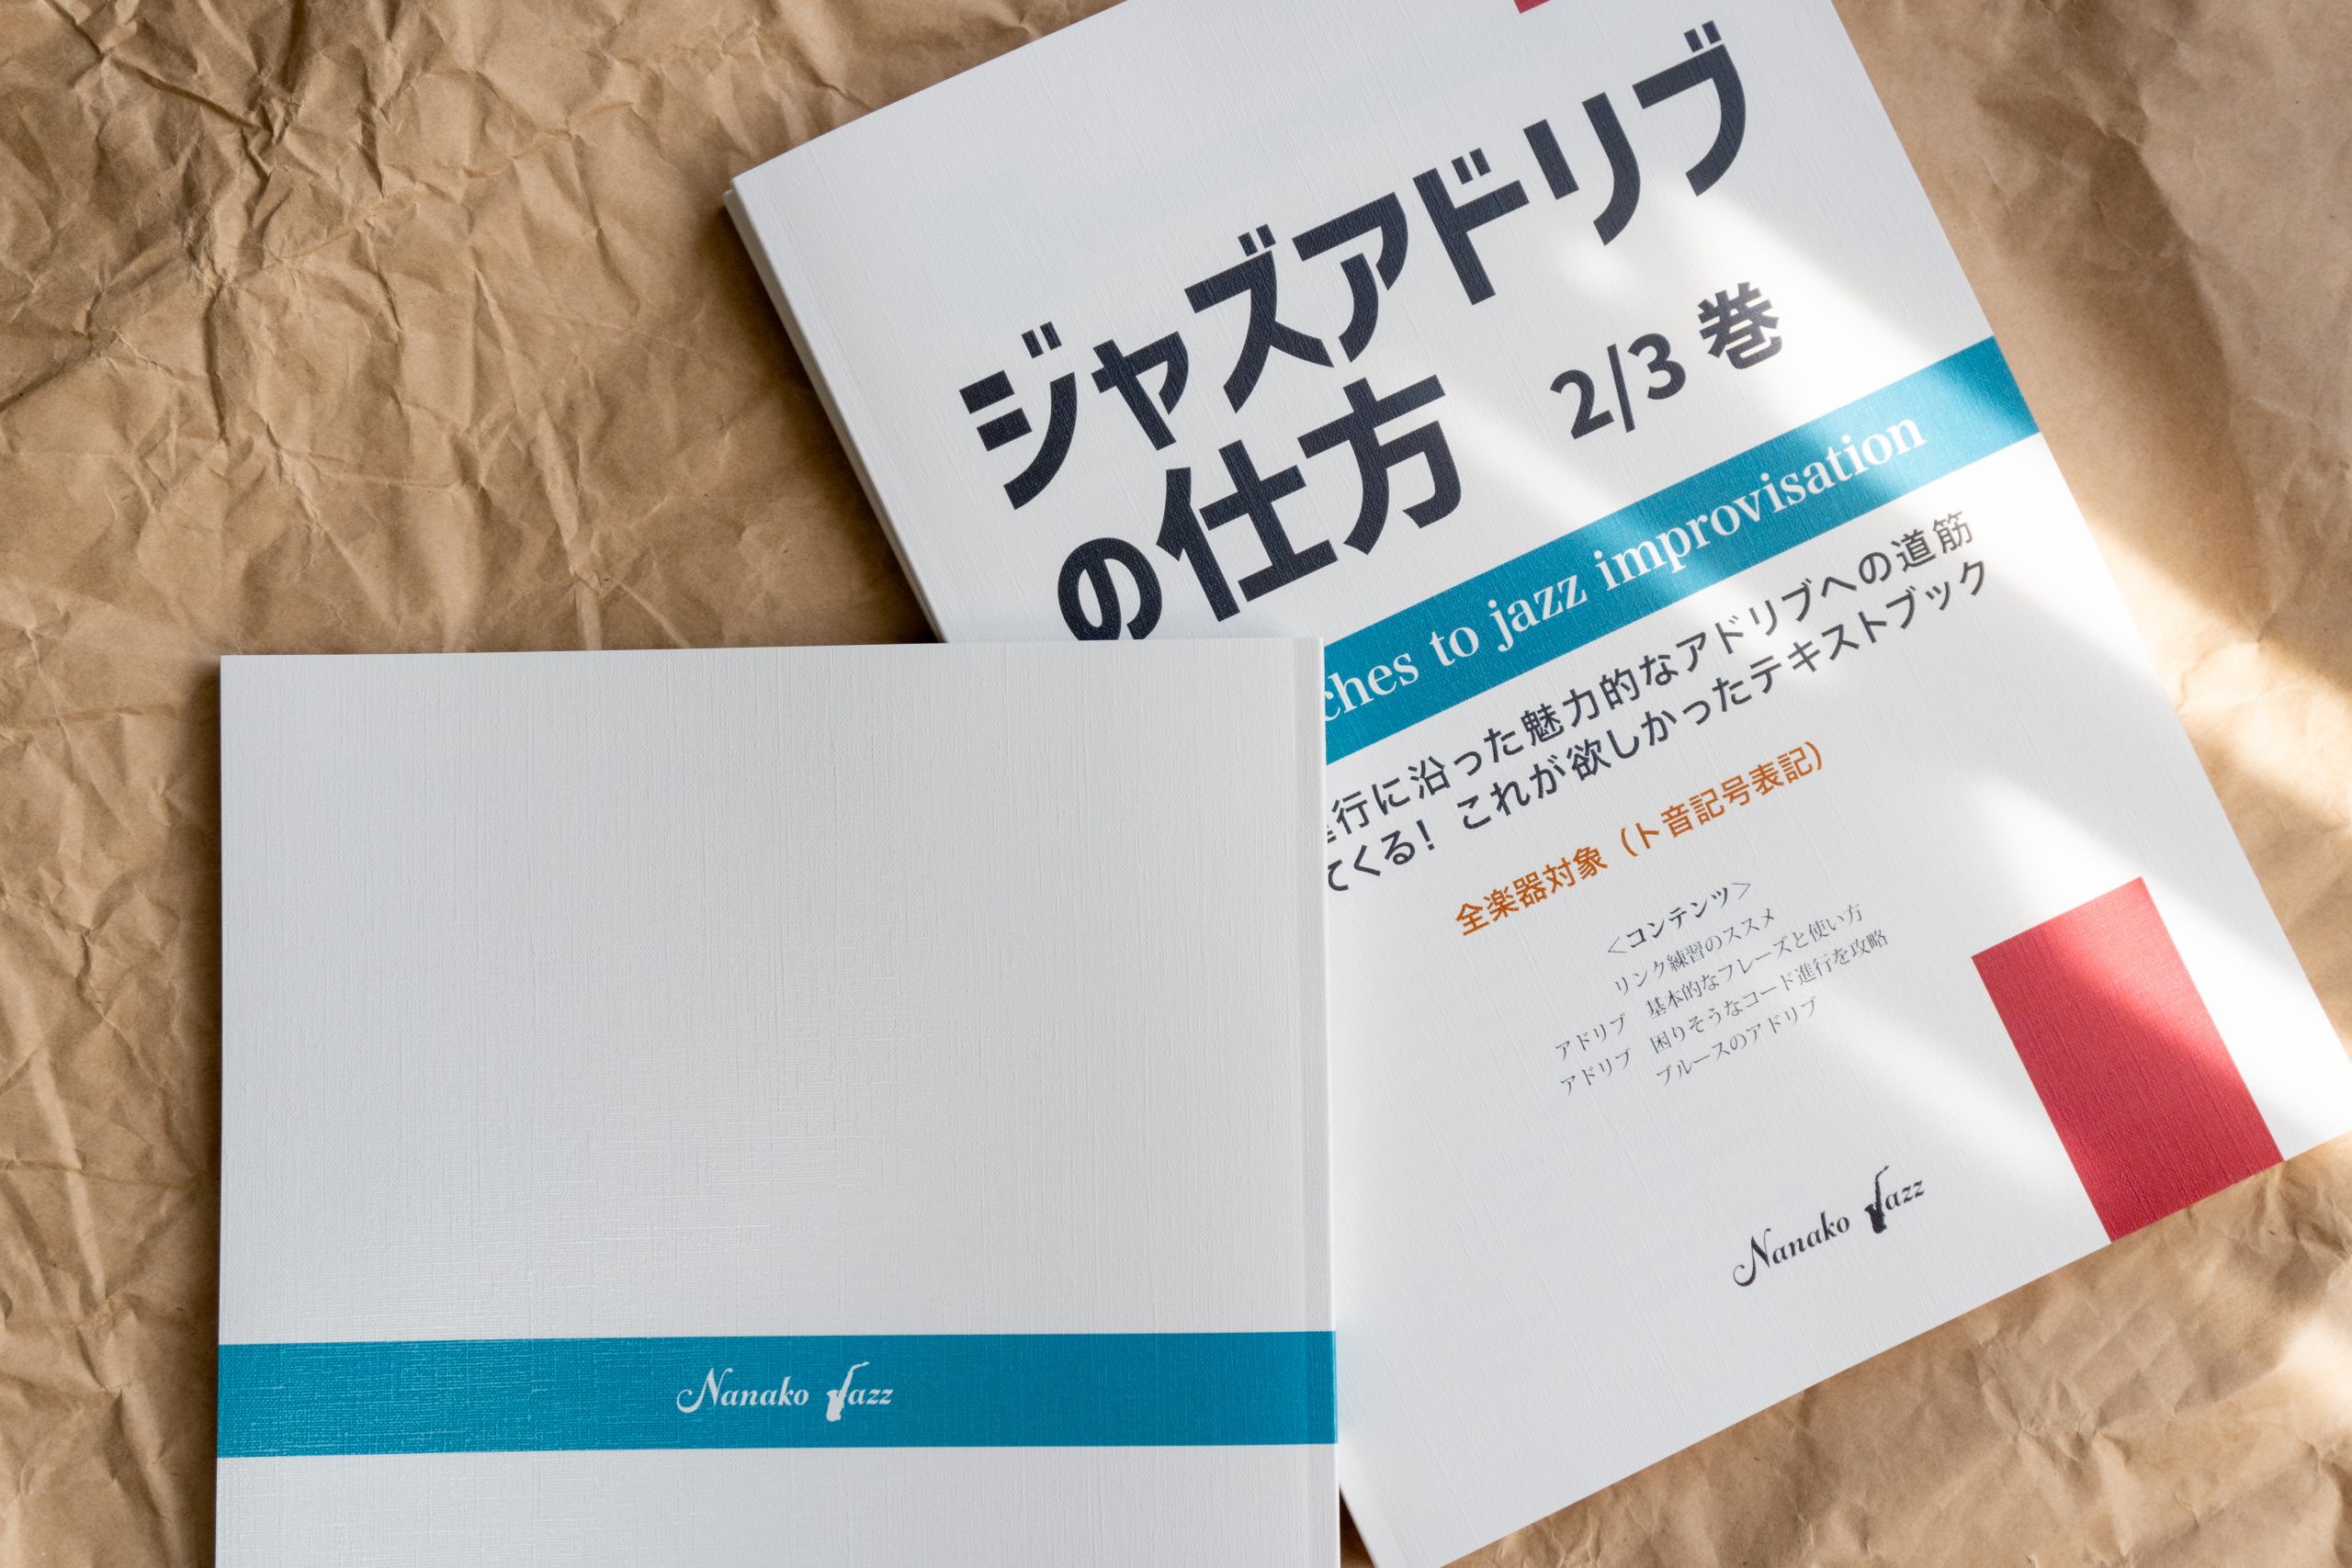 ジャズアドリブ
の仕方
2/3 巻
ches to jazz improvisation
行に沿った魅力的なアドリブへの道筋
てくる！ これが欲しかったテキストブック
全楽器対象（ト音記号表記）
＜コンテンツ＞
リンク練習のススメ
アドリブ 基本的なフレーズと使い方
アドリブ 困りそうなコード進行を攻略
ブルースのアドリブ
Nanako Jazz
Nanako Jazz